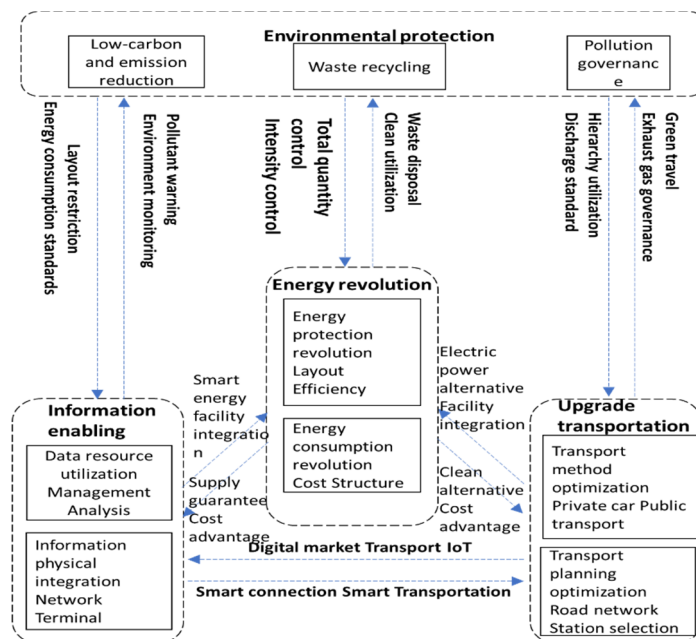 Environmental protection
Low-carbon
and emission
reduction
Waste recycling
Pollution
governanc
e
Layout restriction
Energy consumption standards
Pollutant warning
Environment monitoring
Total quantity
control
Intensity control
Waste disposal
Clean utilization
Hierarchy utilization
Discharge standard
Green travel
Exhaust gas governance
Energy revolution
Energy
protection
revolution
Layout
Efficiency
Energy
consumption
revolution
Cost Structure
Smart
energy
facility
integratio
n
Supply
guarantee
Cost
advantage
Electric
power
alternative
Facility
integration
Clean
alternative
Cost
advantage
Information
enabling
Data resource
utilization
Management
Analysis
Information
physical
integration
Network
Terminal
Upgrade
transportation
Transport
method
optimization
Private car Public
transport
Transport
planning
optimization
Road network
Station selection
Digital market Transport IoT
Smart connection Smart Transportation